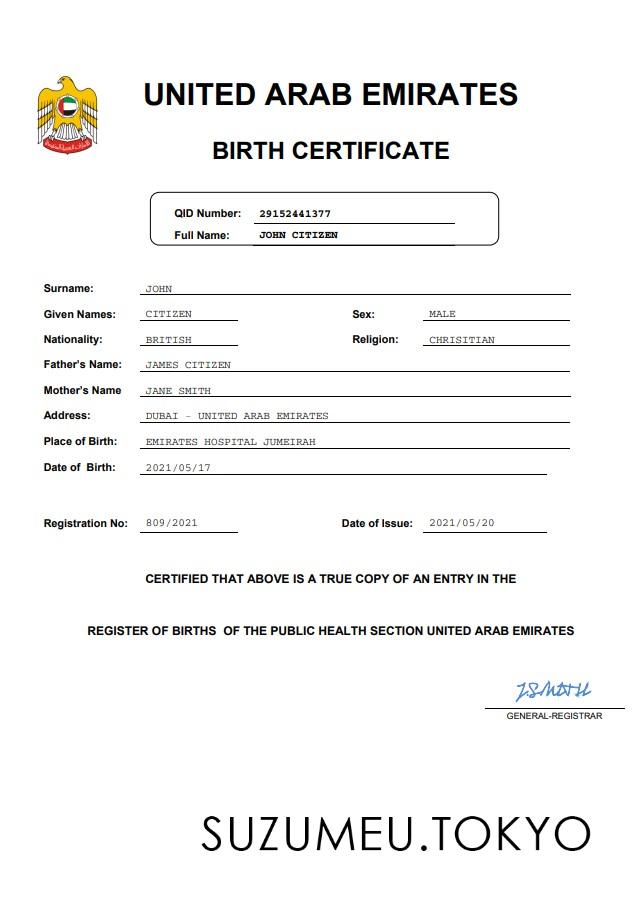 UNITED ARAB EMIRATES
BIRTH CERTIFICATE
QID Number: 29152441377
Full Name: JOHN CITIZEN
Surname: JOHN
Given Names: CITIZEN Sex: MALE
Nationality: BRITISH Religion: CHRISITIAN
Father's Name: JAMES CITIZEN
Mother's Name JANE SMITH
Address: DUBAI - UNITED ARAB EMIRATES
Place of Birth: EMIRATES HOSPITAL JUMEIRAH
Date of Birth: 2021/05/17
Registration No: 809/2021 Date of Issue: 2021/05/20
CERTIFIED THAT ABOVE IS A TRUE COPY OF AN ENTRY IN THE
REGISTER OF BIRTHS OF THE PUBLIC HEALTH SECTION UNITED ARAB EMIRATES
J.SMITH
GENERAL-REGISTRAR
SUZUMEU.TOKYO